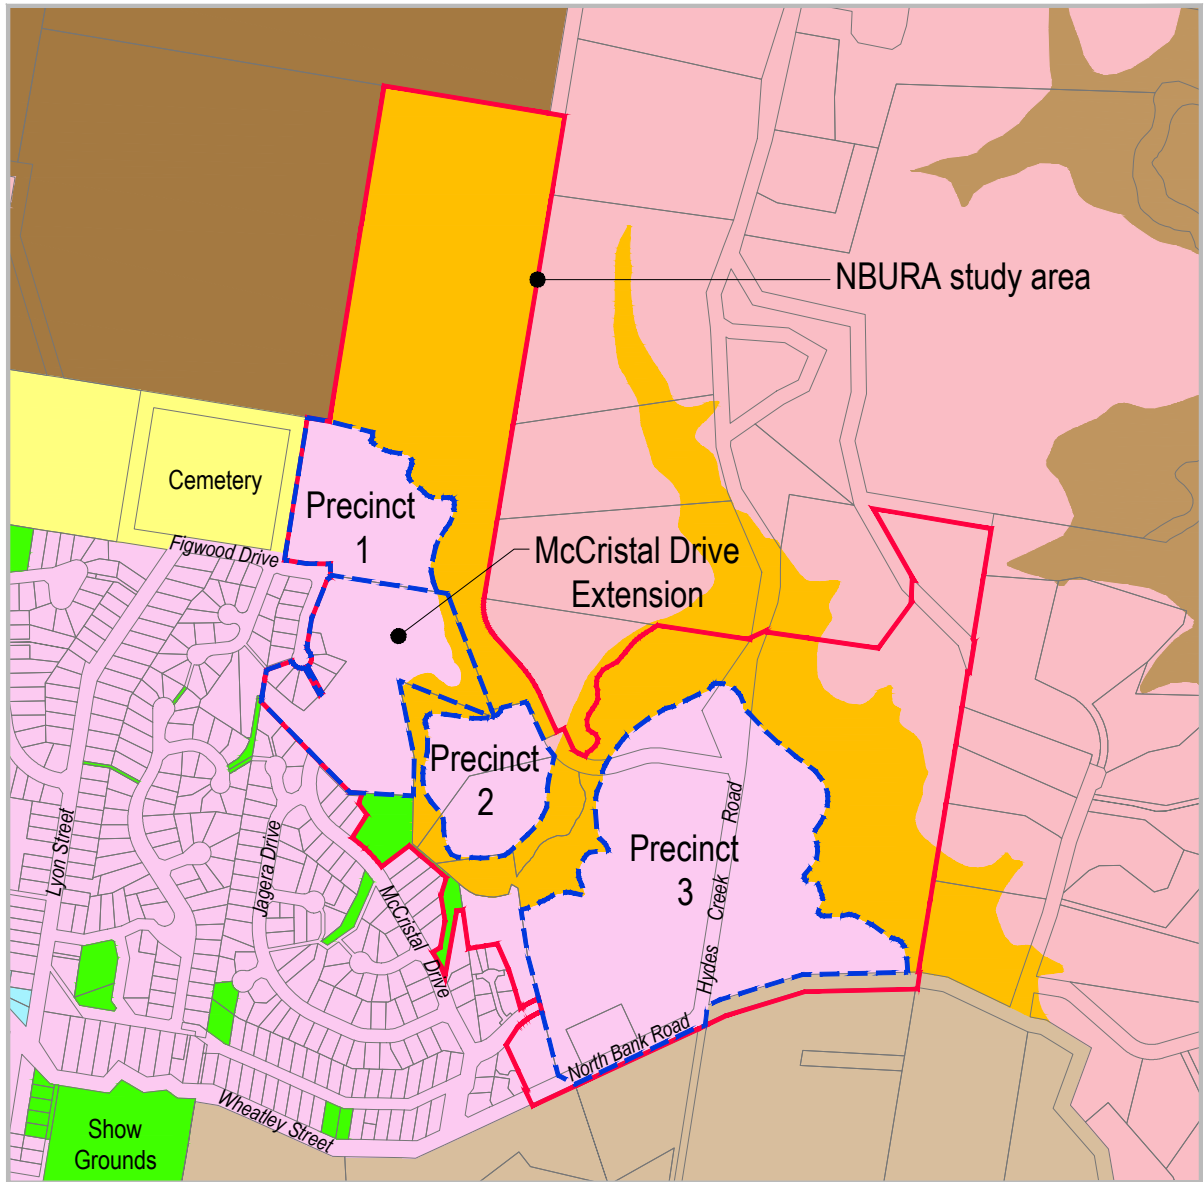 NBURA study area
Cemetery
Precinct
1
Figwood Drive
McCristal Drive
Extension
Precinct
2
Lyon Street
Jagera Drive
McCristal Drive
Precinct
3
Hydes Creek Road
North Bank Road
Wheatley Street
Show
Grounds